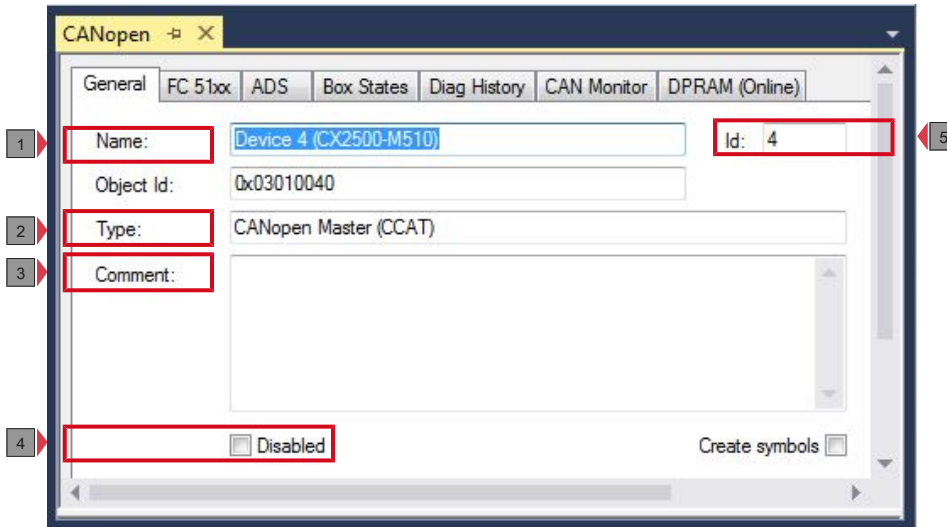 CANopen
General FC 51xx ADS Box States Diag History CAN Monitor DPRAM (Online)
1 Name: Device 4 (CX2500-M510) Id: 4 5
Object Id: 0x03010040
2 Type: CANopen Master (CCAT)
3 Comment:
4 Disabled Create symbols